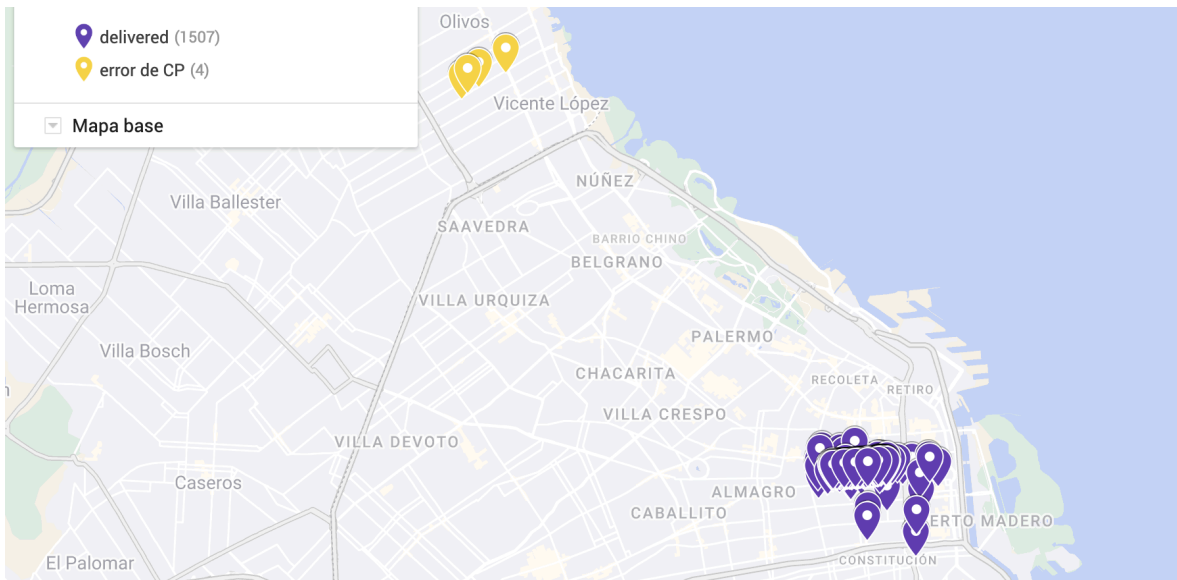 Olivos
delivered (1507)
error de CP (4)
Vicente López
Mapa base
NÚÑEZ
Villa Ballester
SAAVEDRA
BARRIO CHINO
BELGRANO
Loma
Hermosa
VILLA URQUIZA
PALERMO
Villa Bosch
CHACARITA
RECOLETA
RETIRO
VILLA CRESPO
VILLA DEVOTO
Caseros
ALMAGRO
CABALLITO
ERTO MADERO
CONSTITUCIÓN
El Palomar